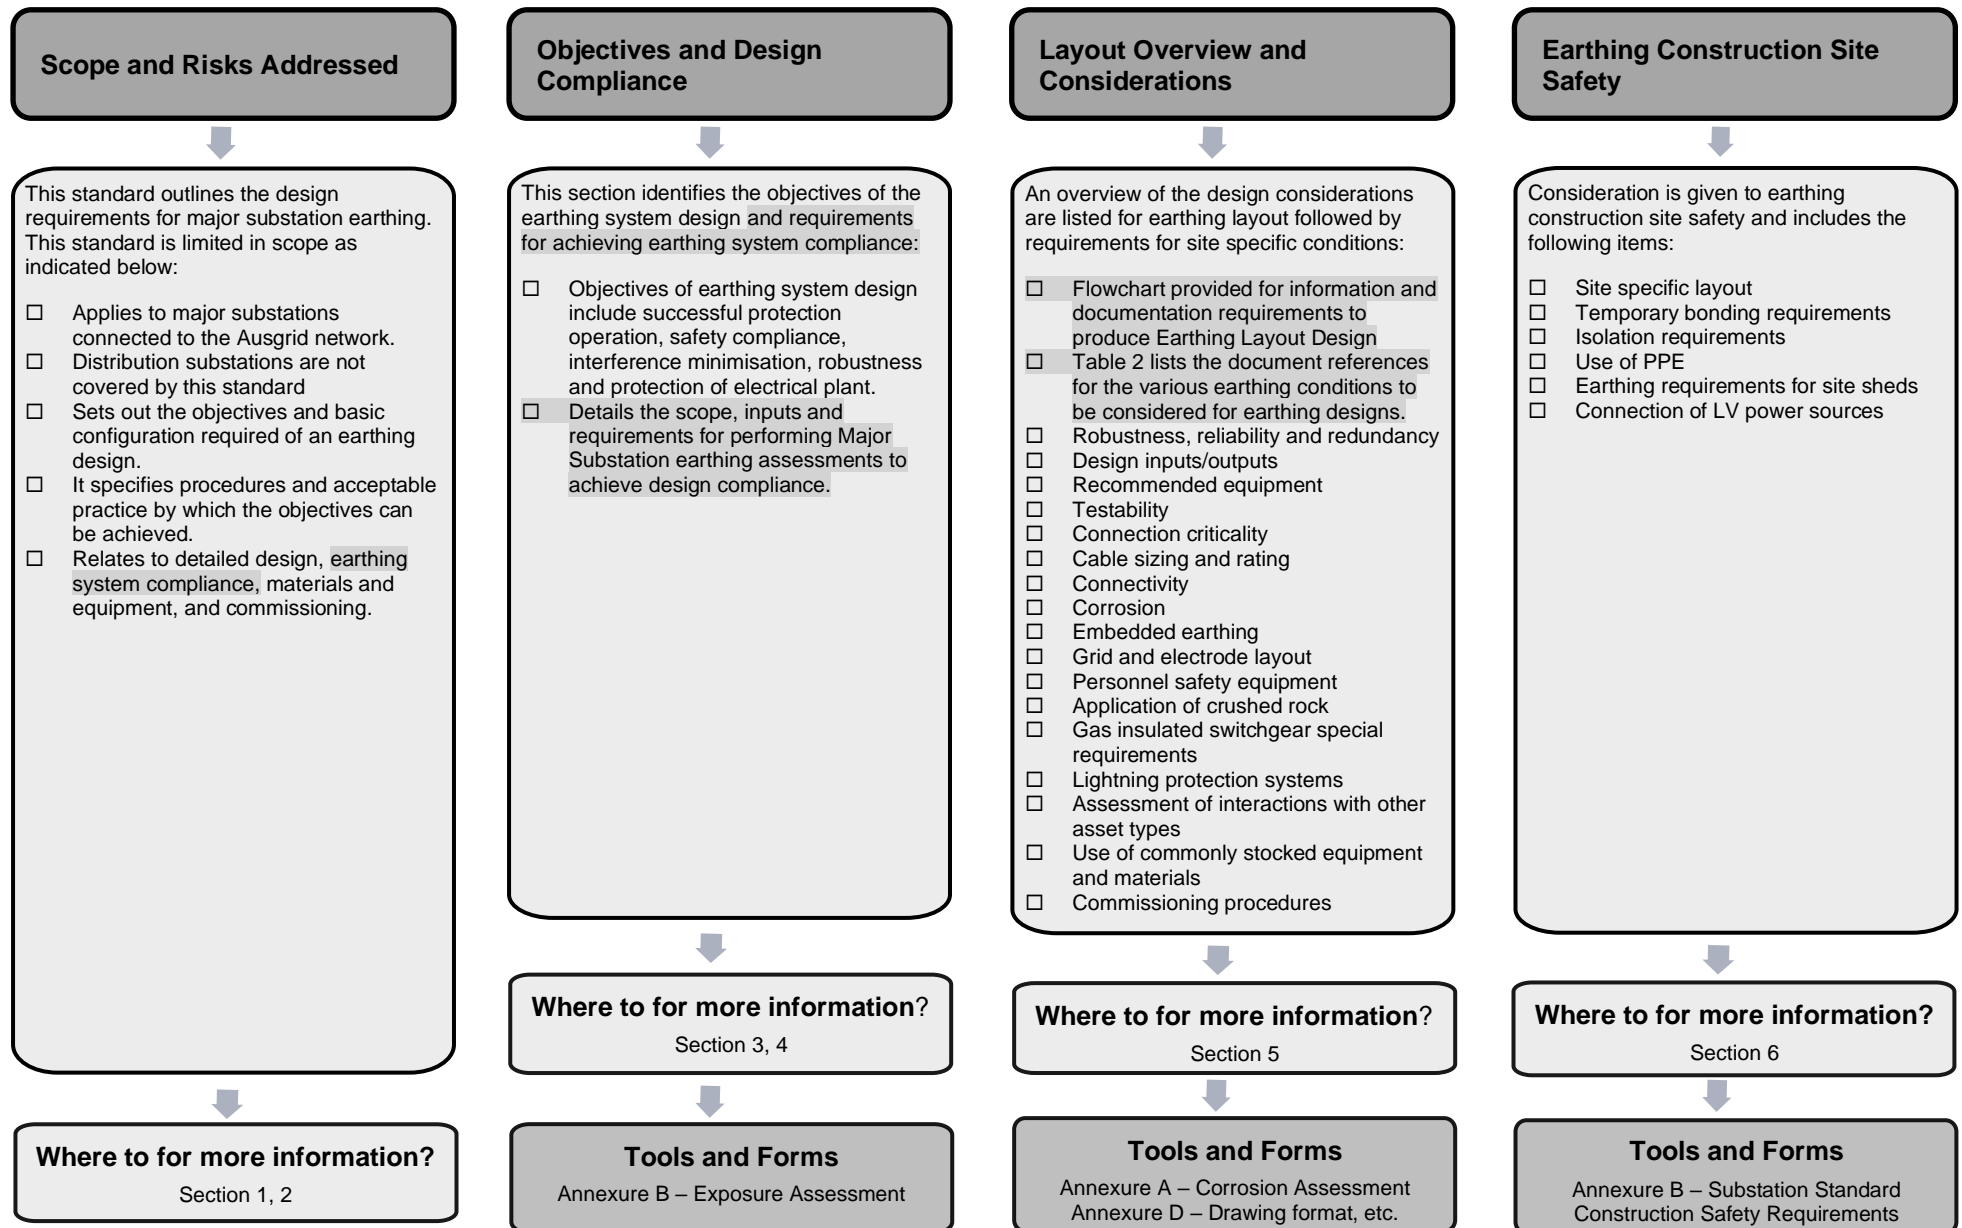 Scope and Risks Addressed
This standard outlines the design
requirements for major substation earthing.
This standard is limited in scope as
indicated below:
☐ Applies to major substations
connected to the Ausgrid network.
☐ Distribution substations are not
covered by this standard
☐ Sets out the objectives and basic
configuration required of an earthing
design.
☐ It specifies procedures and acceptable
practice by which the objectives can
be achieved.
☐ Relates to detailed design, earthing
system compliance, materials and
equipment, and commissioning.
Where to for more information?
Section 1, 2
Objectives and Design
Compliance
This section identifies the objectives of the
earthing system design and requirements
for achieving earthing system compliance:
☐ Objectives of earthing system design
include successful protection
operation, safety compliance,
interference minimisation, robustness
and protection of electrical plant.
☐ Details the scope, inputs and
requirements for performing Major
Substation earthing assessments to
achieve design compliance.
Where to for more information?
Section 3, 4
Tools and Forms
Annexure B – Exposure Assessment
Layout Overview and
Considerations
An overview of the design considerations
are listed for earthing layout followed by
requirements for site specific conditions:
☐ Flowchart provided for information and
documentation requirements to
produce Earthing Layout Design
☐ Table 2 lists the document references
for the various earthing conditions to
be considered for earthing designs.
☐ Robustness, reliability and redundancy
☐ Design inputs/outputs
☐ Recommended equipment
☐ Testability
☐ Connection criticality
☐ Cable sizing and rating
☐ Connectivity
☐ Corrosion
☐ Embedded earthing
☐ Grid and electrode layout
☐ Personnel safety equipment
☐ Application of crushed rock
☐ Gas insulated switchgear special
requirements
☐ Lightning protection systems
☐ Assessment of interactions with other
asset types
☐ Use of commonly stocked equipment
and materials
☐ Commissioning procedures
Where to for more information?
Section 5
Tools and Forms
Annexure A – Corrosion Assessment
Annexure D – Drawing format, etc.
Earthing Construction Site
Safety
Consideration is given to earthing
construction site safety and includes the
following items:
☐ Site specific layout
☐ Temporary bonding requirements
☐ Isolation requirements
☐ Use of PPE
☐ Earthing requirements for site sheds
☐ Connection of LV power sources
Where to for more information?
Section 6
Tools and Forms
Annexure B – Substation Standard
Construction Safety Requirements